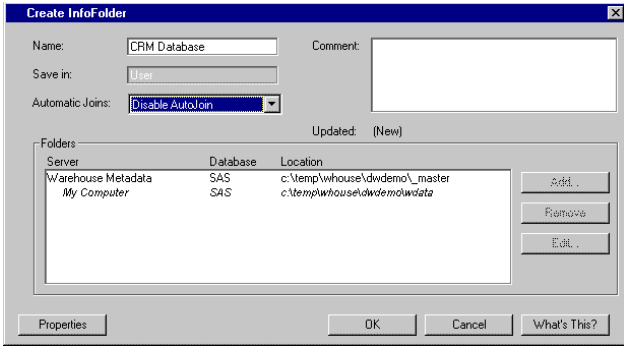 Create InfoFolder
Name: CRM Database Comment:
Save in: User
Automatic Joins: Disable AutoJoin
Updated: (New)
Folders
Server Database Location
Warehouse Metadata SAS c:\temp\whouse\dwdemo\_master
My Computer SAS c:\temp\whouse\dwdemo\wdata
Add...
Remove
Edit...
Properties OK Cancel What's This?